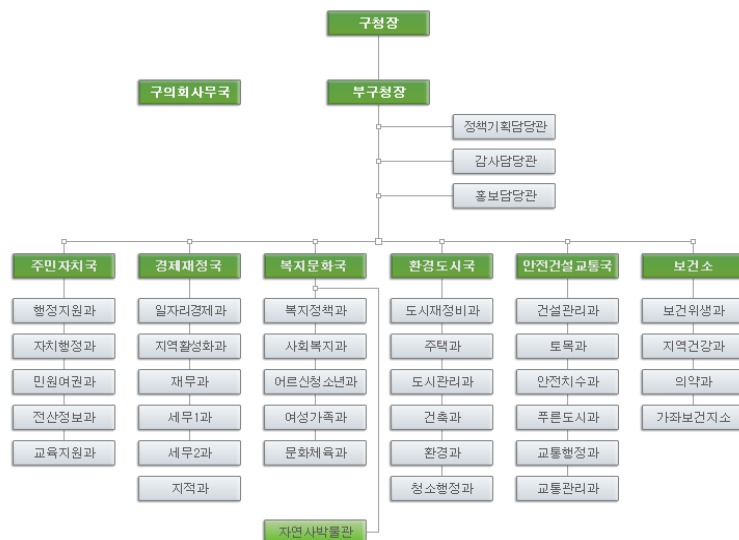 구청장
구의회사무국
부구청장
정책기획담당관
감사담당관
홍보담당관
주민자치국
경제재정국
복지문화국
환경도시국
안전건설교통국
보건소
행정지원과
일자리경제과
복지정책과
도시재정비과
건설관리과
보건위생과
자치행정과
지역활성화과
사회복지과
주택과
토목과
지역건강과
민원여권과
재무과
어르신청소년과
도시관리과
안전치수과
의약과
전산정보과
세무1과
여성가족과
건축과
푸른도시과
가좌보건지소
교육지원과
세무2과
문화체육과
환경과
교통행정과
지적과
청소행정과
교통관리과
자연사박물관